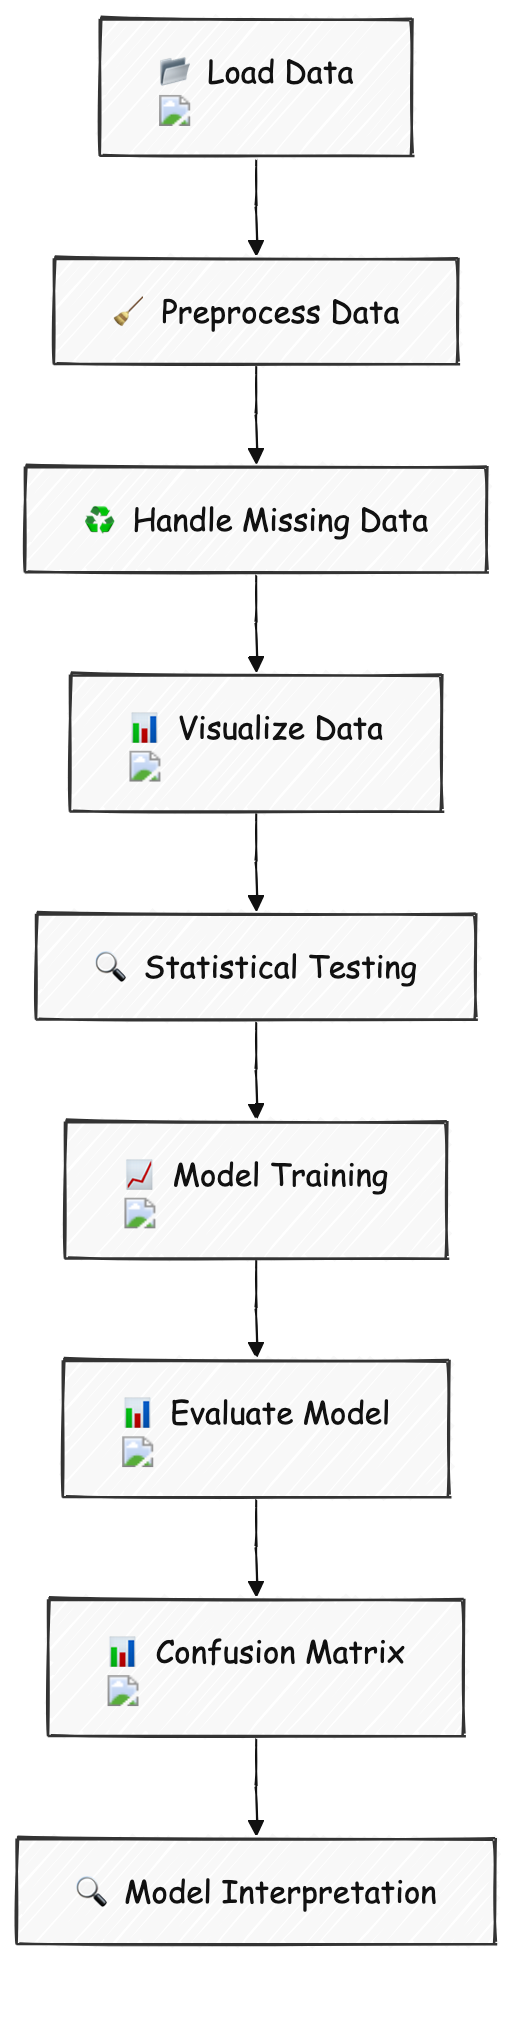 Load Data
Preprocess Data
Handle Missing Data
Visualize Data
Statistical Testing
Model Training
Evaluate Model
Confusion Matrix
Model Interpretation